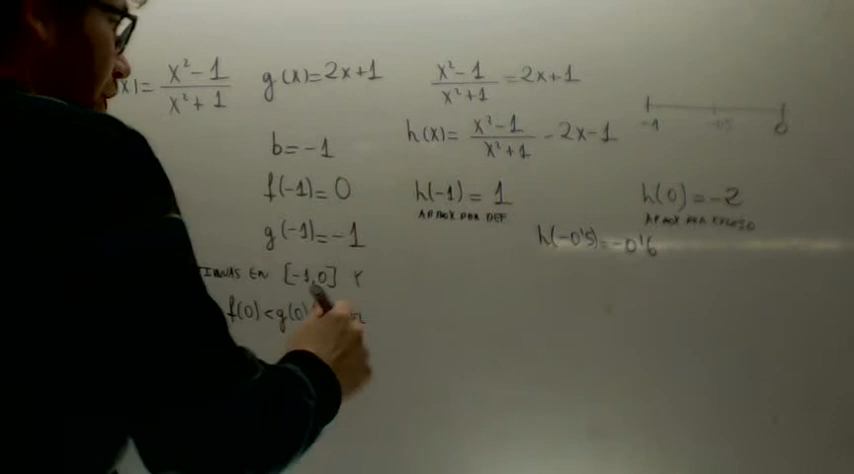 x)= x²-1 / x²+1
g(x)=2x+1
x²-1 / x²+1 =2x+1
h(x)= x²-1 / x²+1 -2x-1
-1 -0'5 0
b=-1
f(-1)=0
g(-1)=-1
h(-1)=1
APROX POR DEF
h(0)=-2
APROX POR EXCESO
h(-0'5)=-0'6
EN [-1,0] Y
f(0)<g(0)